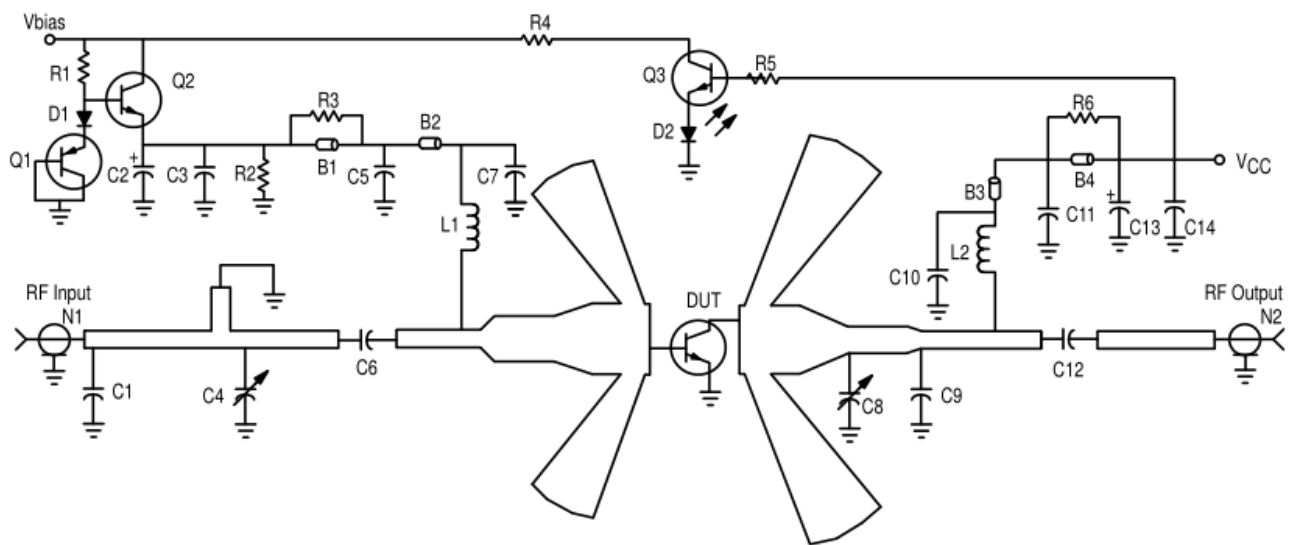 Vbias
R4
R1
Q2
Q3
R5
D1
R3
B2
D2
R6
VCC
Q1
C2
C3
R2
B1
C5
C7
B3
B4
C11
C13
C14
L1
L2
C10
RF Input
N1
DUT
RF Output
N2
C6
C12
C1
C4
C8
C9
+
+